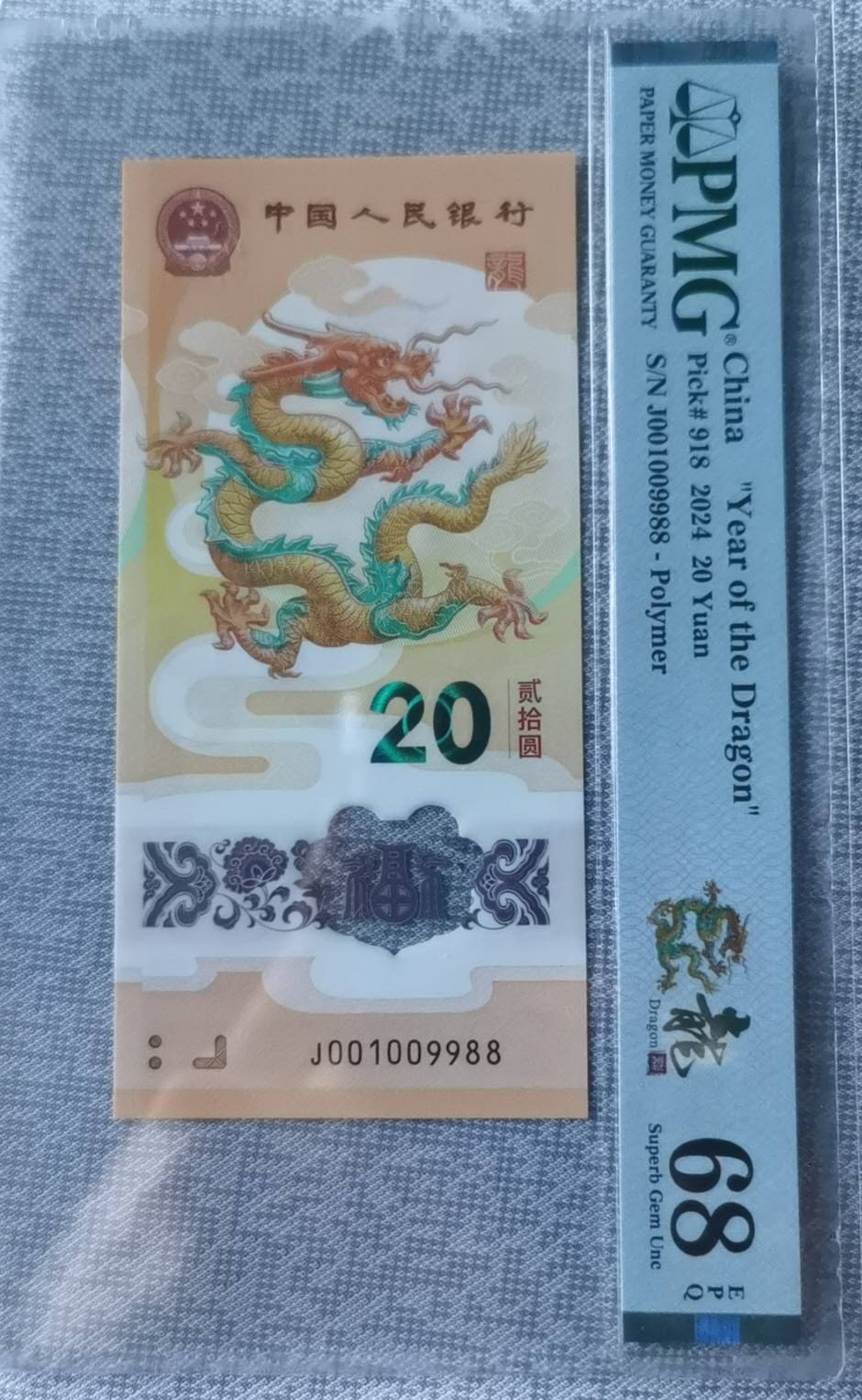 中国人民银行
龍
20
贰拾圆
福
J001009988
PMG®
PAPER MONEY GUARANTY
China "Year of the Dragon"
Pick# 918 2024 20 Yuan
S/N J001009988 - Polymer
龍
Dragon
68
EPQ
Superb Gem Unc